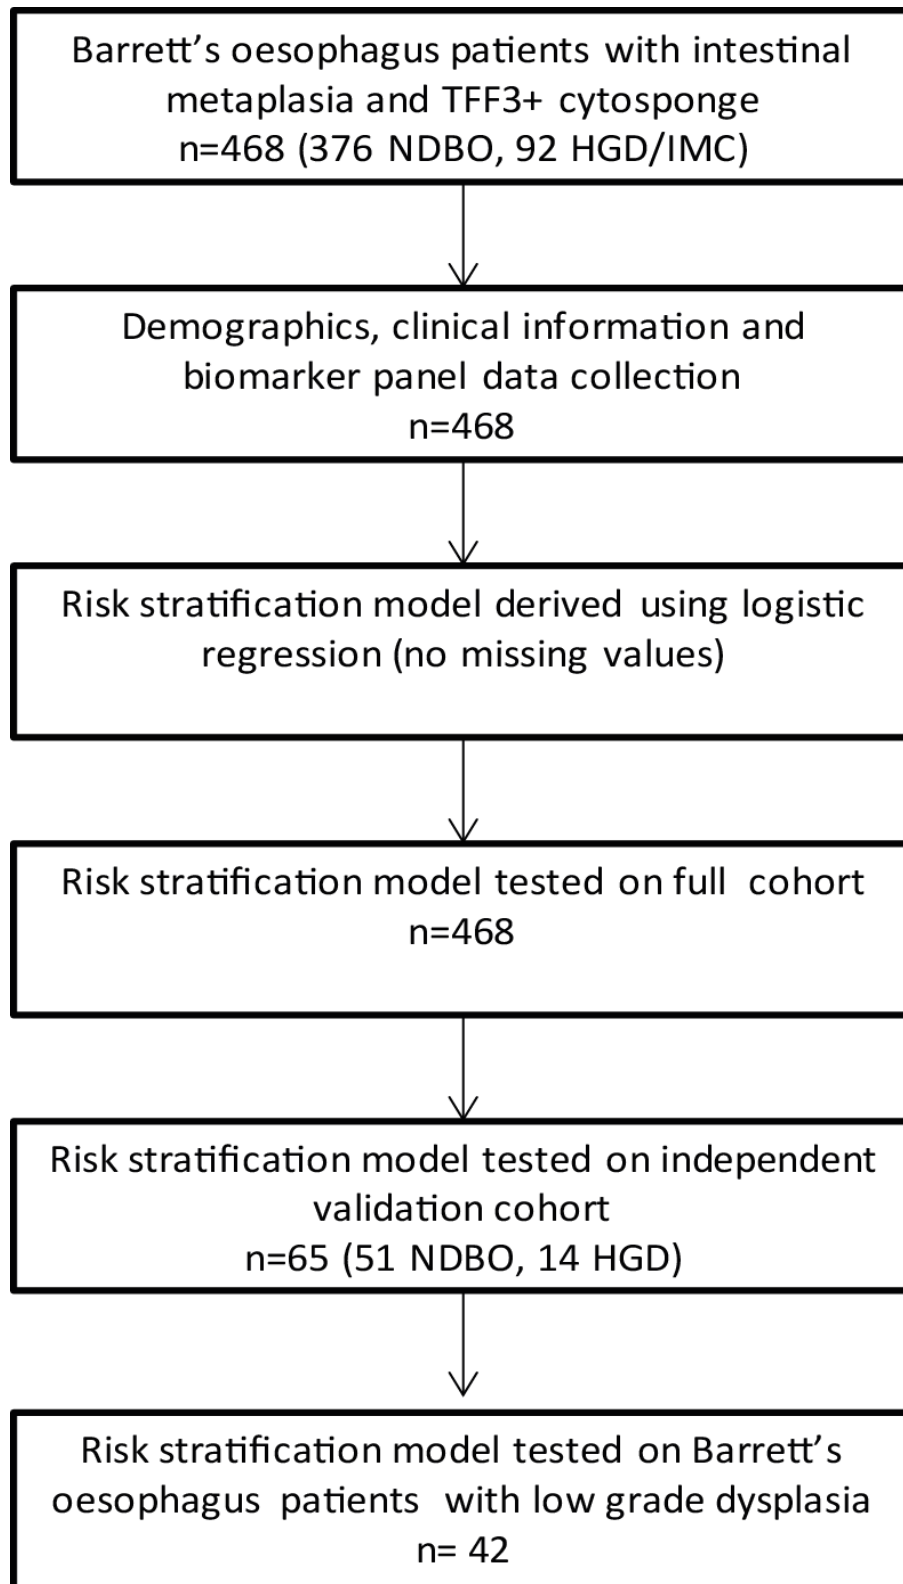 Barrett's oesophagus patients with intestinal
metaplasia and TFF3+ cytosponge
n=468 (376 NDBO, 92 HGD/IMC)
Demographics, clinical information and
biomarker panel data collection
n=468
Risk stratification model derived using logistic
regression (no missing values)
Risk stratification model tested on full cohort
n=468
Risk stratification model tested on independent
validation cohort
n=65 (51 NDBO, 14 HGD)
Risk stratification model tested on Barrett's
oesophagus patients with low grade dysplasia
n= 42